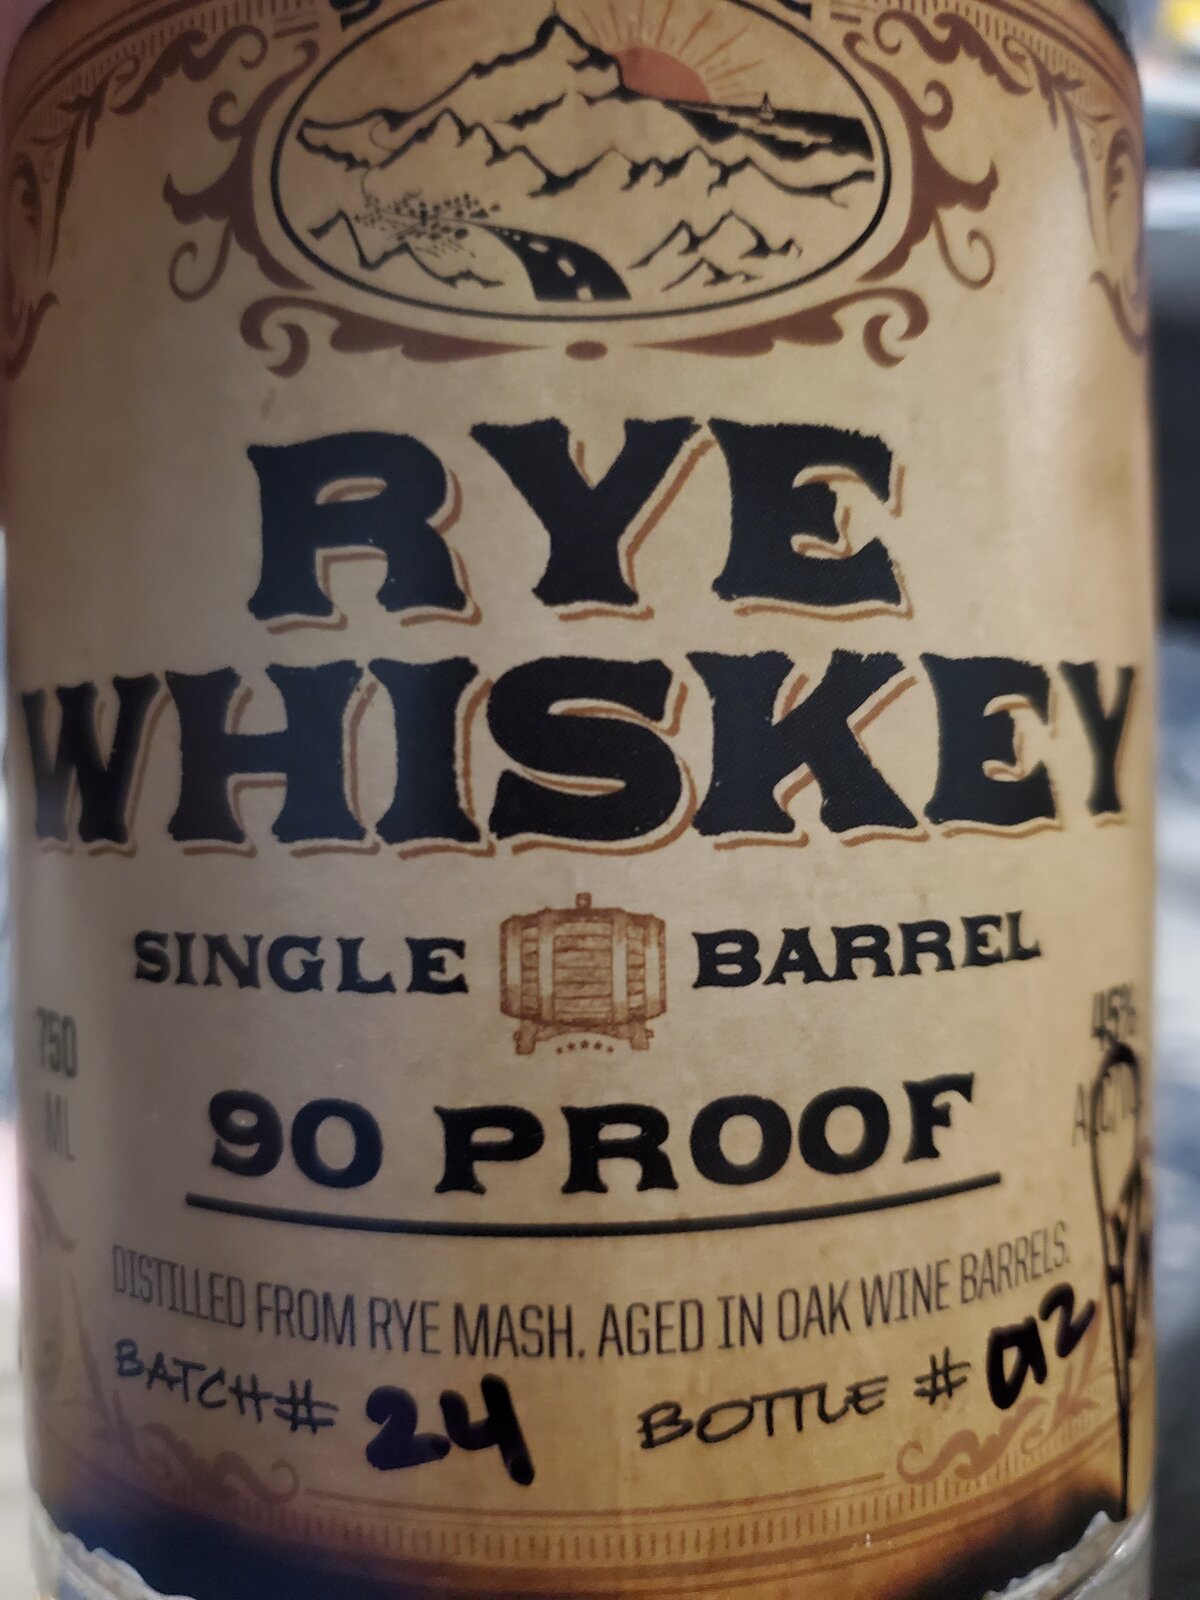 RYE
WHISKEY
SINGLE BARREL
750
ML
45%
90 PROOF
DISTILLED FROM RYE MASH. AGED IN OAK WINE BARRELS.
BATCH# 24 BOTTLE #